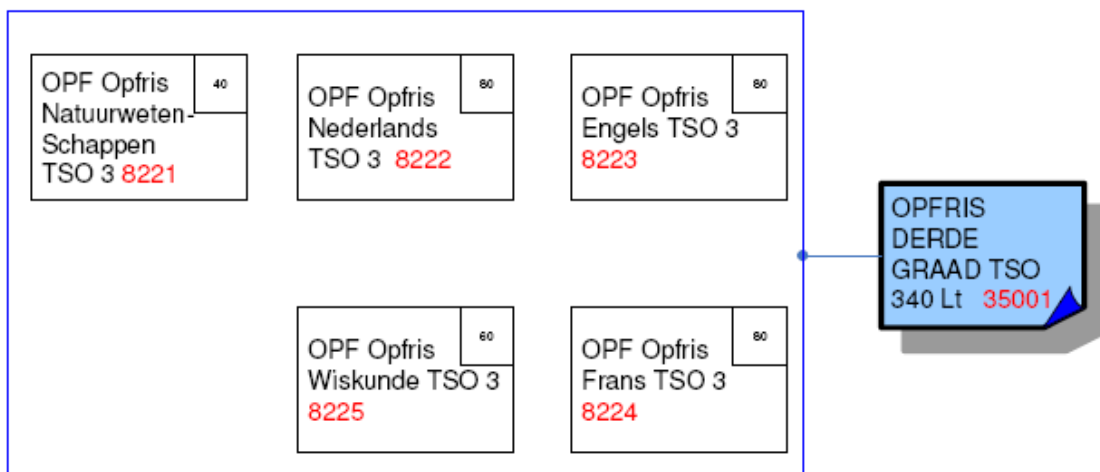 OPF Opfris
Natuurweten-
Schappen
TSO 3 8221
40
OPF Opfris
Nederlands
TSO 3 8222
80
OPF Opfris
Engels TSO 3
8223
80
OPFRIS
DERDE
GRAAD TSO
340 Lt 35001
OPF Opfris
Wiskunde TSO 3
8225
60
OPF Opfris
Frans TSO 3
8224
80